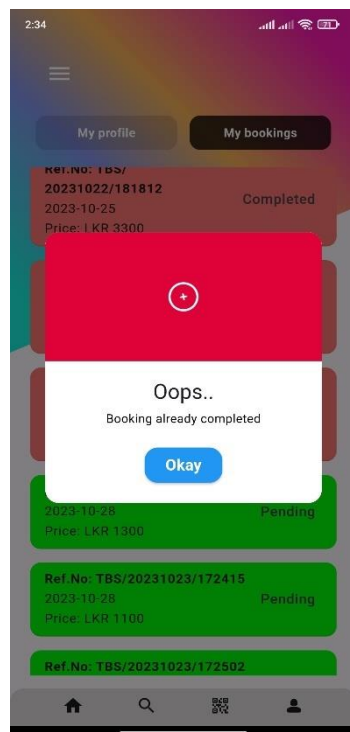 2:34
71
My profile
My bookings
Ref.No: TBS/
20231022/181812
2023-10-25
Completed
Price: LKR 3300
Oops..
Booking already completed
Okay
2023-10-28
Pending
Price: LKR 1300
Ref.No: TBS/20231023/172415
2023-10-28
Pending
Price: LKR 1100
Ref.No: TBS/20231023/172502